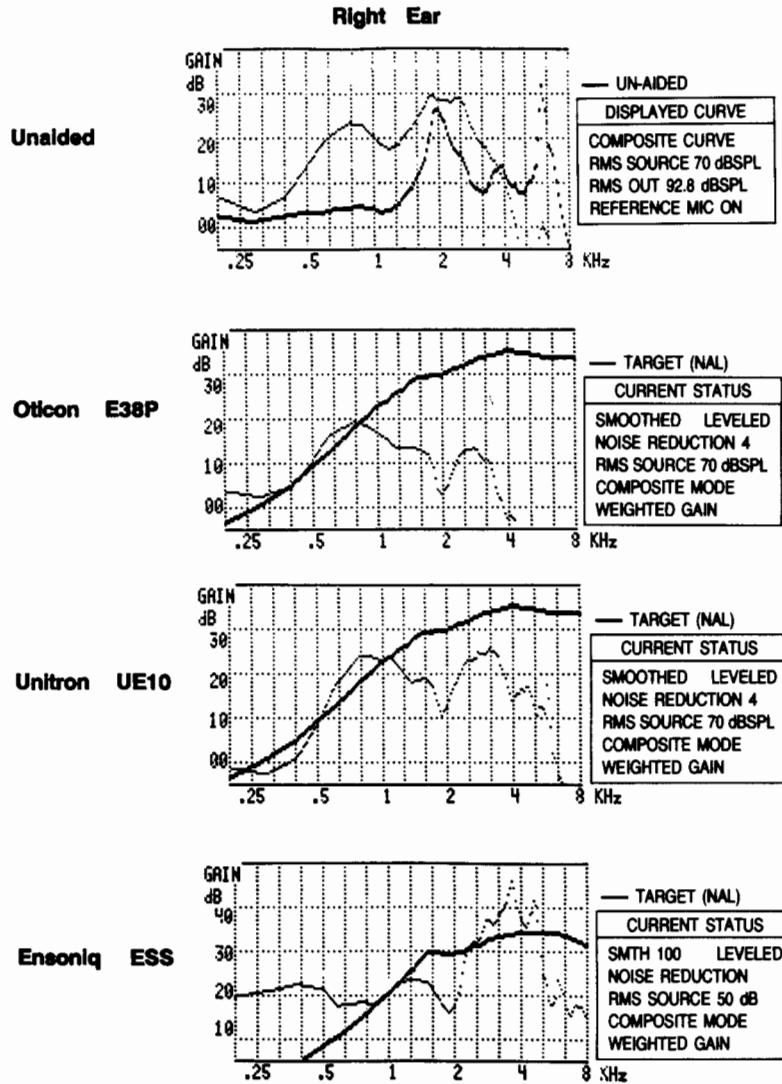 Right Ear
Unaided
GAIN
dB
30
20
10
00
.25 .5 1 2 4 8 KHz
UN-AIDED
DISPLAYED CURVE
COMPOSITE CURVE
RMS SOURCE 70 dBSPL
RMS OUT 92.8 dBSPL
REFERENCE MIC ON
Oticon E38P
GAIN
dB
30
20
10
00
.25 .5 1 2 4 8 KHz
TARGET (NAL)
CURRENT STATUS
SMOOTHED LEVELED
NOISE REDUCTION 4
RMS SOURCE 70 dBSPL
COMPOSITE MODE
WEIGHTED GAIN
Unitron UE10
GAIN
dB
30
20
10
00
.25 .5 1 2 4 8 KHz
TARGET (NAL)
CURRENT STATUS
SMOOTHED LEVELED
NOISE REDUCTION 4
RMS SOURCE 70 dBSPL
COMPOSITE MODE
WEIGHTED GAIN
Ensoniq ESS
GAIN
dB
40
30
20
10
.25 .5 1 2 4 8 KHz
TARGET (NAL)
CURRENT STATUS
SMTH 100 LEVELED
NOISE REDUCTION
RMS SOURCE 50 dB
COMPOSITE MODE
WEIGHTED GAIN